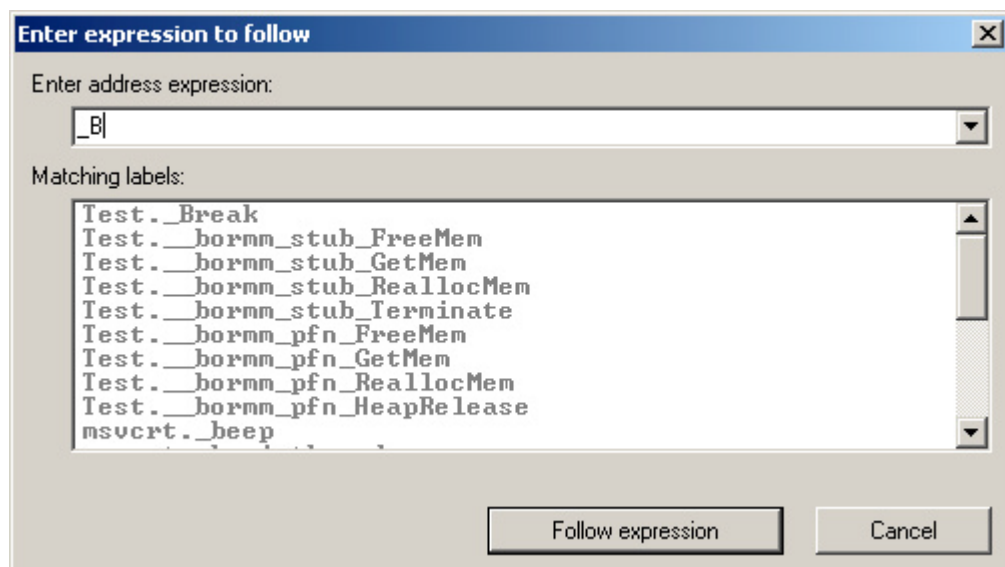 Enter expression to follow
Enter address expression:
_B
Matching labels:
Test._Break
Test.__bormm_stub_FreeMem
Test.__bormm_stub_GetMem
Test.__bormm_stub_ReallocMem
Test.__bormm_stub_Terminate
Test.__bormm_pfn_FreeMem
Test.__bormm_pfn_GetMem
Test.__bormm_pfn_ReallocMem
Test.__bormm_pfn_HeapRelease
msvcrt._beep
Follow expression Cancel